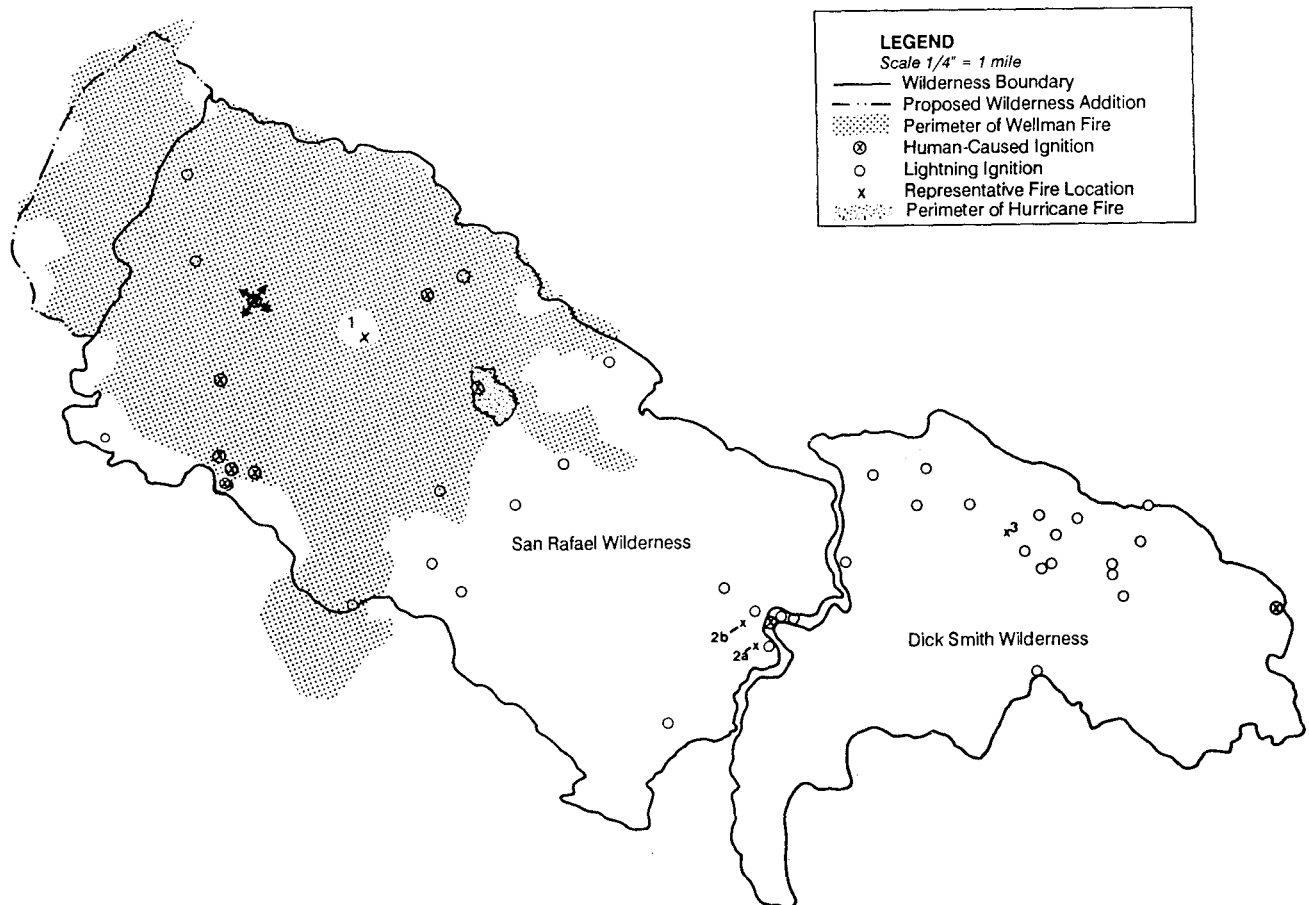 LEGEND
Scale 1/4" = 1 mile
Wilderness Boundary
Proposed Wilderness Addition
Perimeter of Wellman Fire
Human-Caused Ignition
Lightning Ignition
x Representative Fire Location
Perimeter of Hurricane Fire
1
x
x3
San Rafael Wilderness
2b x
2a x
Dick Smith Wilderness